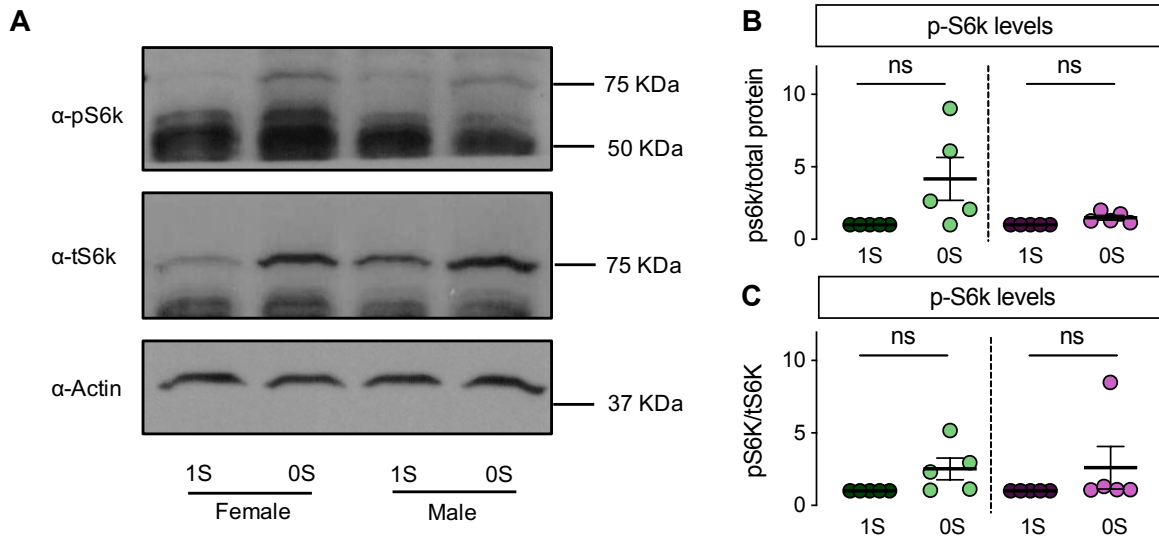 A
α-pS6k
75 KDa
50 KDa
α-tS6k
75 KDa
α-Actin
37 KDa
1S 0S 1S 0S
Female Male
B
p-S6k levels
ns ns
ps6k/total protein
10
5
0
1S 0S 1S 0S
C
p-S6k levels
ns ns
pS6K/tS6K
10
5
0
1S 0S 1S 0S